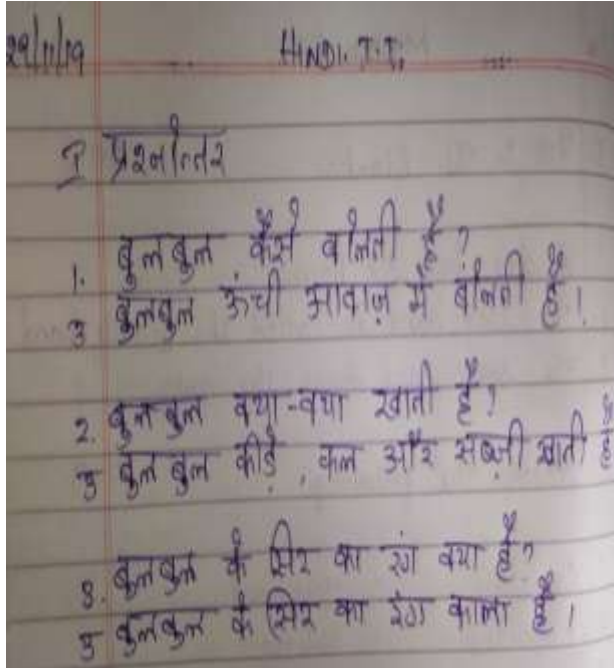 29/11/19 HINDI. T.T;
I प्रश्नोत्तर
1. बुलबुल कैसे बोलती है?
उ बुलबुल ऊंची आवाज़ में बोलती है।
2. बुलबुल क्या-क्या खाती है?
उ बुलबुल कीड़े, फल और सब्ज़ी खाती है
3. बुलबुल के सिर का रंग क्या है?
उ बुलबुल के सिर का रंग काला है।